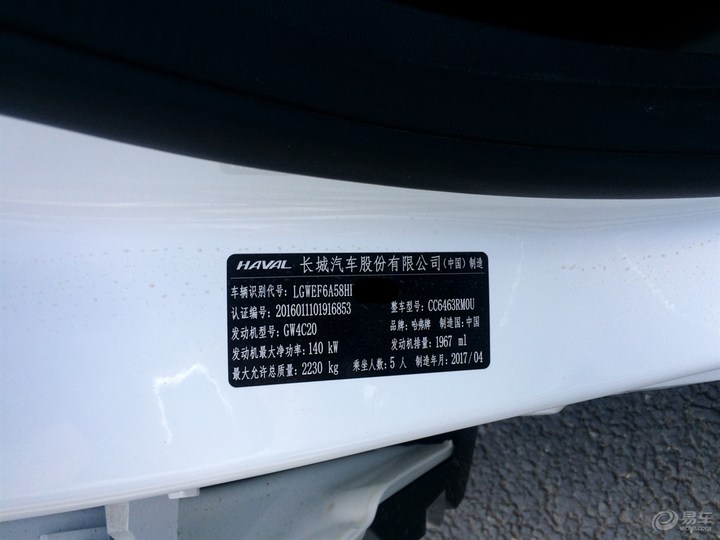 HAVAL 长城汽车股份有限公司(中国)制造
车辆识别代号: LGWEF6A58HI
认证编号: 2016011101916853 整车型号: CC6463RM0U
发动机型号: GW4C20 品牌: 哈弗牌 制造国: 中国
发动机最大净功率: 140 kW 发动机排量: 1967 ml
最大允许总质量: 2230 kg 乘坐人数: 5 人 制造年月: 2017/04
易车